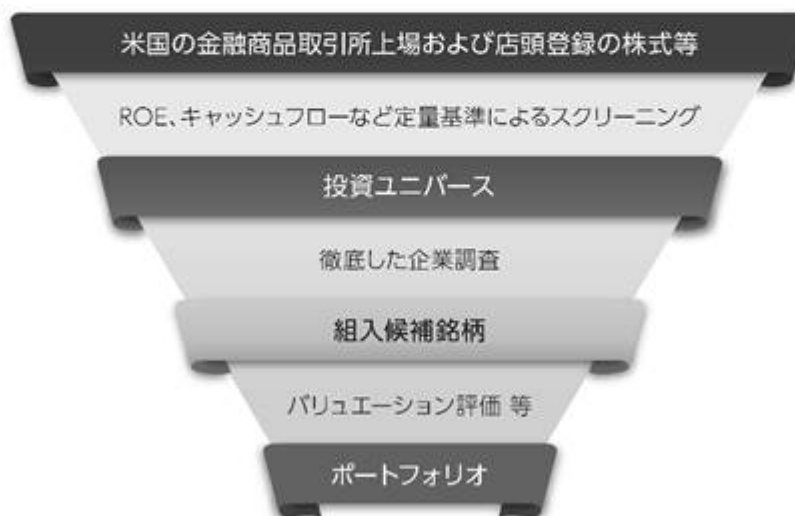 米国の金融商品取引所上場および店頭登録の株式等
ROE、キャッシュフローなど定量基準によるスクリーニング
投資ユニバース
徹底した企業調査
組入候補銘柄
バリュエーション評価 等
ポートフォリオ